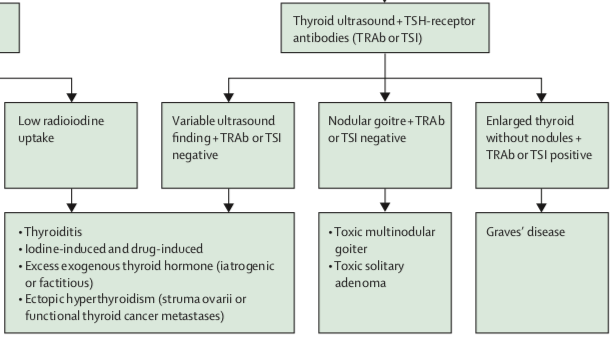 Thyroid ultrasound + TSH-receptor
antibodies (TRAb or TSI)
Low radioiodine
uptake
Variable ultrasound
finding + TRAb or TSI
negative
Nodular goitre + TRAb
or TSI negative
Enlarged thyroid
without nodules +
TRAb or TSI positive
• Thyroiditis
• Iodine-induced and drug-induced
• Excess exogenous thyroid hormone (iatrogenic
or factitious)
• Ectopic hyperthyroidism (struma ovarii or
functional thyroid cancer metastases)
• Toxic multinodular
goiter
• Toxic solitary
adenoma
Graves' disease